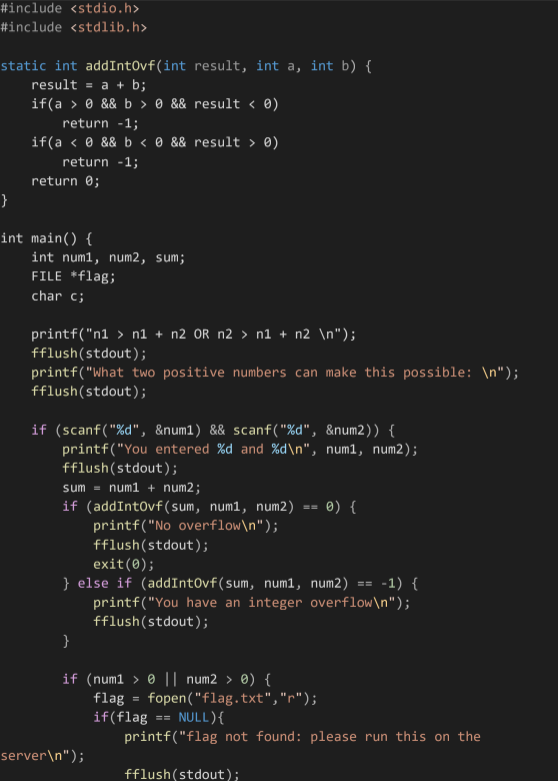 #include <stdio.h>
#include <stdlib.h>

static int addIntOvf(int result, int a, int b) {
    result = a + b;
    if(a > 0 && b > 0 && result < 0)
        return -1;
    if(a < 0 && b < 0 && result > 0)
        return -1;
    return 0;
}

int main() {
    int num1, num2, sum;
    FILE *flag;
    char c;

    printf("n1 > n1 + n2 OR n2 > n1 + n2 \n");
    fflush(stdout);
    printf("What two positive numbers can make this possible: \n");
    fflush(stdout);

    if (scanf("%d", &num1) && scanf("%d", &num2)) {
        printf("You entered %d and %d\n", num1, num2);
        fflush(stdout);
        sum = num1 + num2;
        if (addIntOvf(sum, num1, num2) == 0) {
            printf("No overflow\n");
            fflush(stdout);
            exit(0);
        } else if (addIntOvf(sum, num1, num2) == -1) {
            printf("You have an integer overflow\n");
            fflush(stdout);
        }

        if (num1 > 0 || num2 > 0) {
            flag = fopen("flag.txt","r");
            if(flag == NULL){
                printf("flag not found: please run this on the
server\n");
                fflush(stdout);